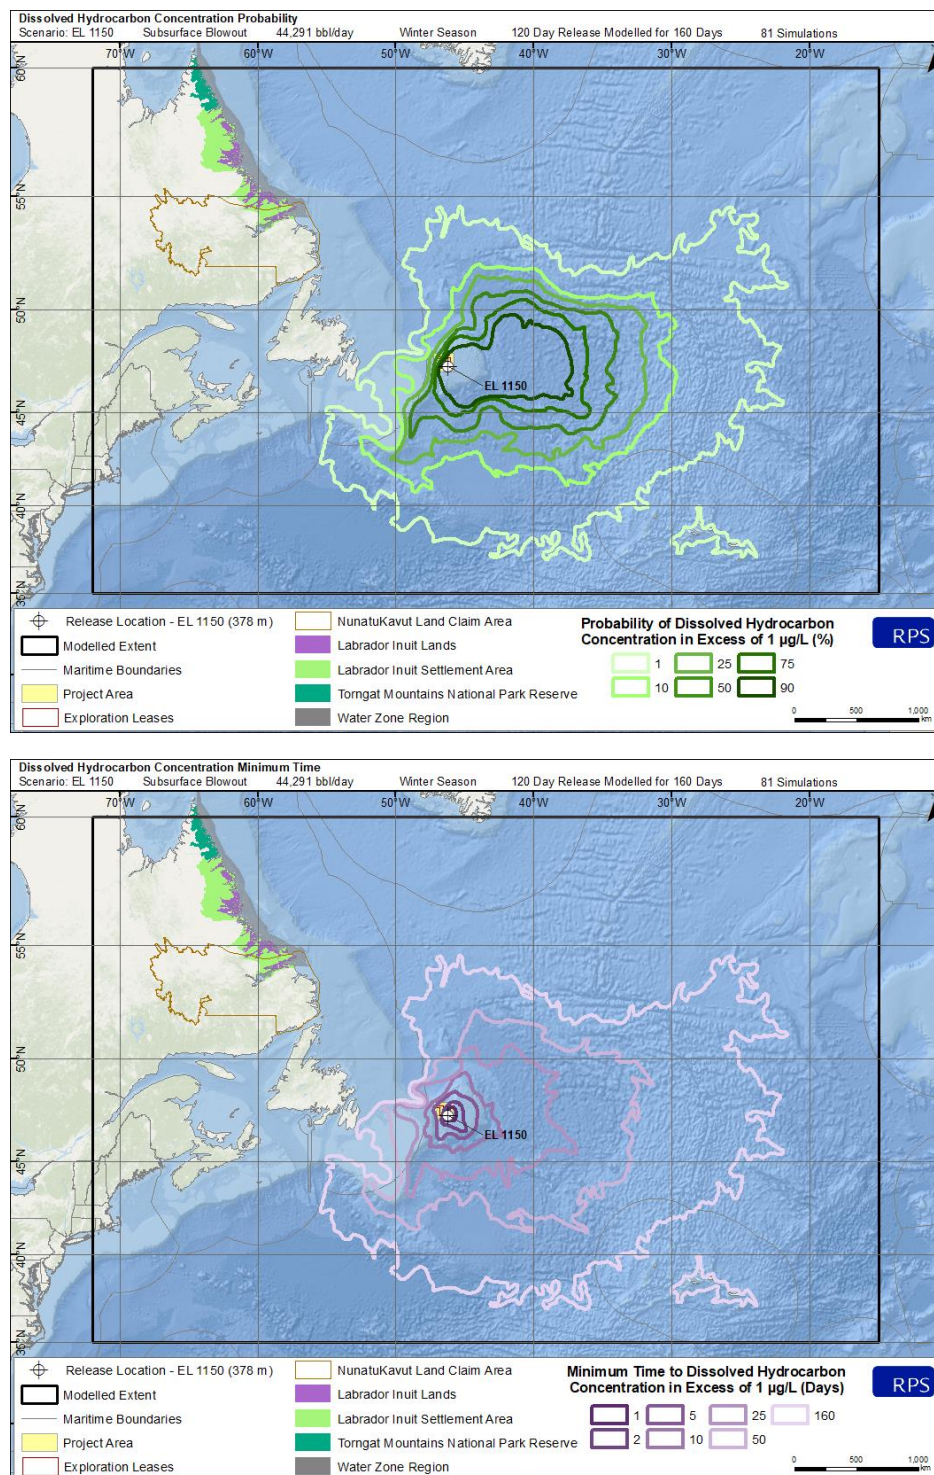 Dissolved Hydrocarbon Concentration Probability
Scenario: EL 1150 Subsurface Blowout 44,291 bbl/day Winter Season 120 Day Release Modelled for 160 Days 81 Simulations
70°W 60°W 50°W 40°W 30°W 20°W
60°N
55°N
50°N
45°N
40°N
35°N
EL 1150
Release Location - EL 1150 (378 m)
Modelled Extent
Maritime Boundaries
Project Area
Exploration Leases
NunatuKavut Land Claim Area
Labrador Inuit Lands
Labrador Inuit Settlement Area
Torngat Mountains National Park Reserve
Water Zone Region
Probability of Dissolved Hydrocarbon
Concentration in Excess of 1 µg/L (%)
1 25 75
10 50 90
RPS
0 500 1,000
km
Dissolved Hydrocarbon Concentration Minimum Time
Scenario: EL 1150 Subsurface Blowout 44,291 bbl/day Winter Season 120 Day Release Modelled for 160 Days 81 Simulations
70°W 60°W 50°W 40°W 30°W 20°W
60°N
55°N
50°N
45°N
40°N
35°N
EL 1150
Release Location - EL 1150 (378 m)
Modelled Extent
Maritime Boundaries
Project Area
Exploration Leases
NunatuKavut Land Claim Area
Labrador Inuit Lands
Labrador Inuit Settlement Area
Torngat Mountains National Park Reserve
Water Zone Region
Minimum Time to Dissolved Hydrocarbon
Concentration in Excess of 1 µg/L (Days)
1 5 25 160
2 10 50
RPS
0 500 1,000
km